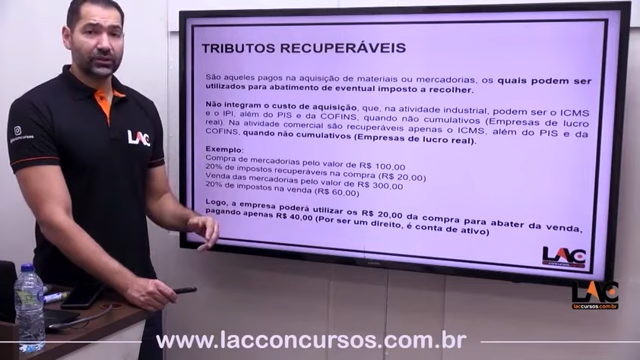 TRIBUTOS RECUPERÁVEIS
São aqueles pagos na aquisição de materiais ou mercadorias, os quais podem ser
utilizados para abatimento de eventual imposto a recolher.
Não integram o custo de aquisição, que, na atividade industrial, podem ser o ICMS
e o IPI, além do PIS e da COFINS, quando não cumulativos (Empresas de lucro
real). Na atividade comercial são recuperáveis apenas o ICMS, além do PIS e da
COFINS, quando não cumulativos (Empresas de lucro real).
Exemplo:
Compra de mercadorias pelo valor de R$ 100,00
20% de impostos recuperáveis na compra (R$ 20,00)
Venda das mercadorias pelo valor de R$ 300,00
20% de impostos na venda (R$ 60,00)
Logo, a empresa poderá utilizar os R$ 20,00 da compra para abater da venda,
pagando apenas R$ 40,00 (Por ser um direito, é conta de ativo)
LAC
LAC
LAC
laccursos.com.br
www.lacconcursos.com.br